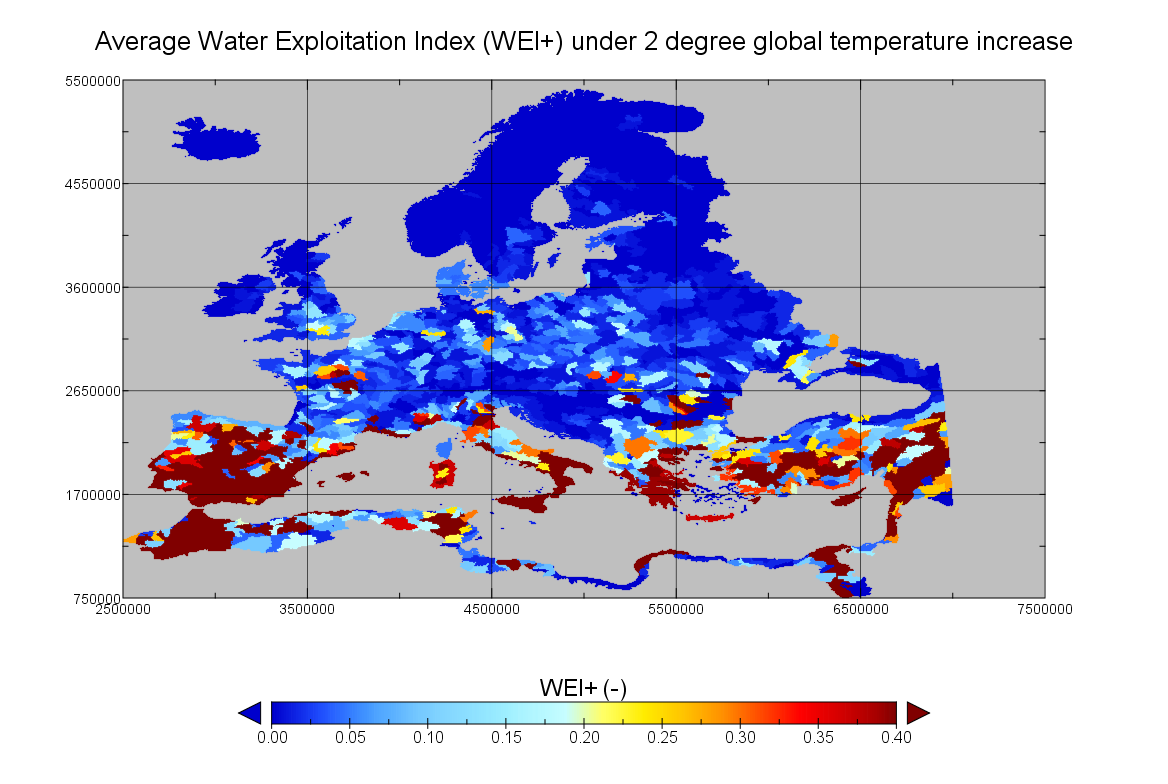 Average Water Exploitation Index (WEI+) under 2 degree global temperature increase
5500000
4550000
3600000
2650000
1700000
750000
2500000 3500000 4500000 5500000 6500000 7500000
WEI+ (-)
0.00 0.05 0.10 0.15 0.20 0.25 0.30 0.35 0.40